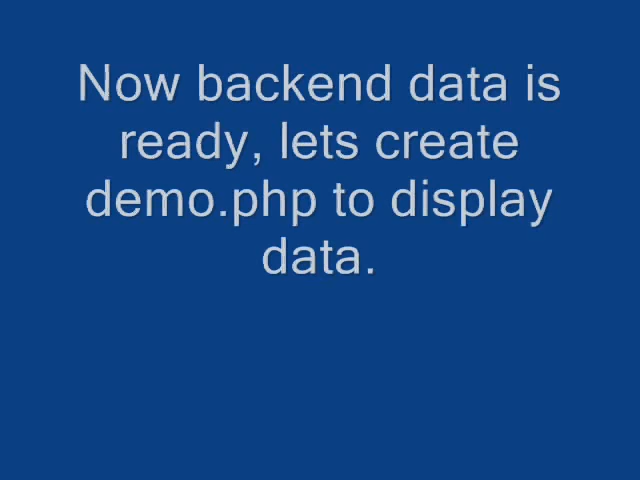 Now backend data is
ready, lets create
demo.php to display
data.